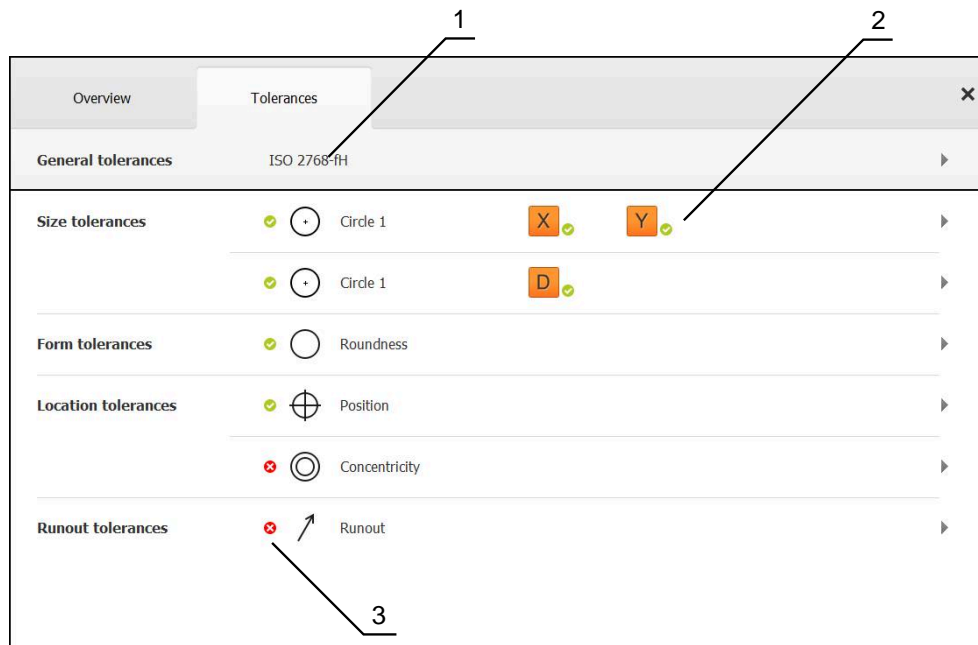 1
2
Overview Tolerances
General tolerances ISO 2768-fH
Size tolerances Circle 1 X Y
Circle 1 D
Form tolerances Roundness
Location tolerances Position
Concentricity
Runout tolerances Runout
3